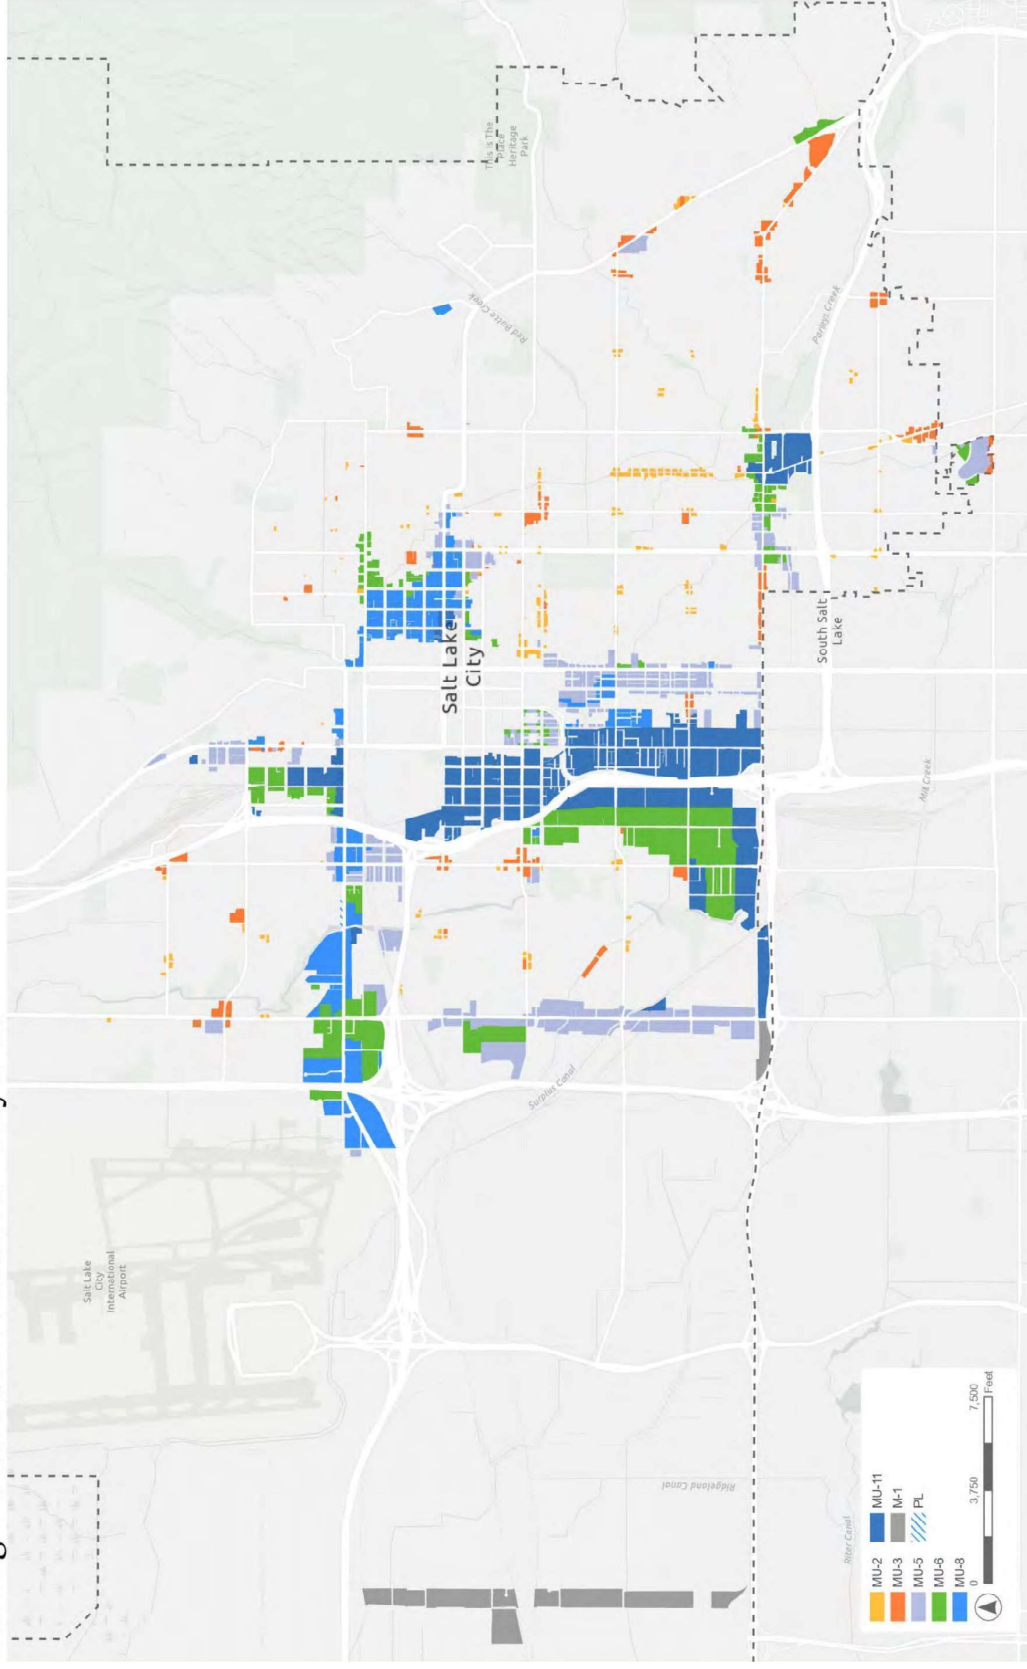 This is The
Place
Heritage
Park
Red Butte Creek
Parleys Creek
Salt Lake
City
South Salt
Lake
Mill Creek
Surplus Canal
Salt Lake
City
International
Airport
Ridgeland Canal
Riter Canal
MU-2
MU-3
MU-5
MU-6
MU-8
MU-11
M-1
PL
0
3,750
7,500
Feet